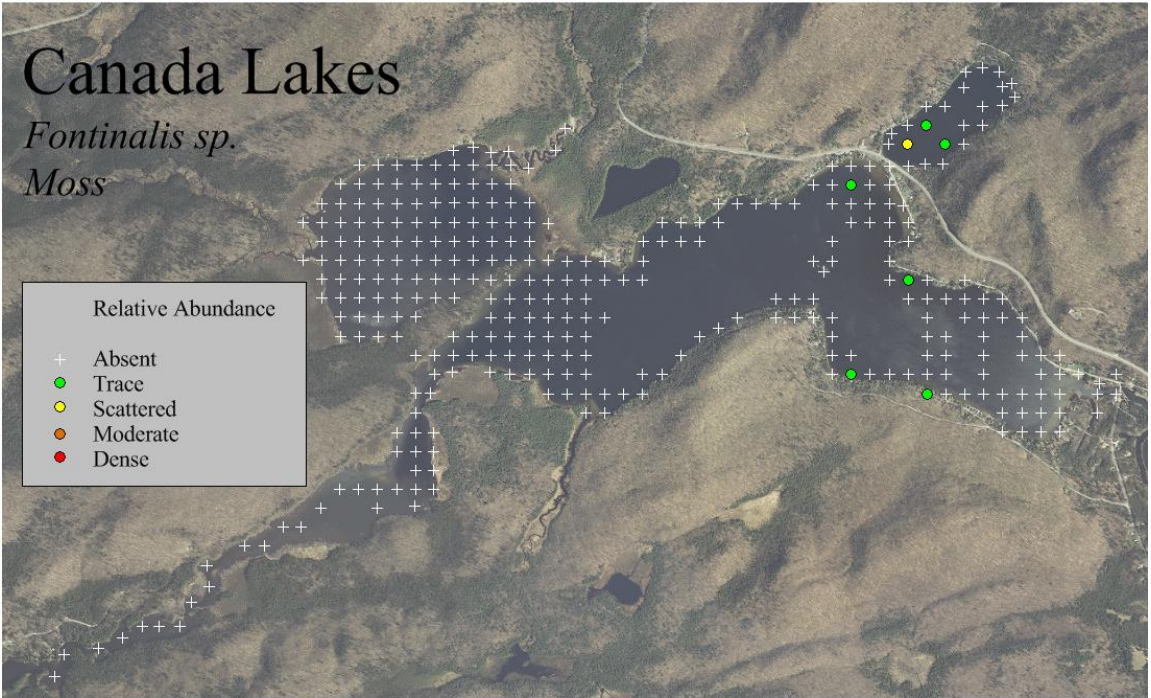 Canada Lakes
Fontinalis sp.
Moss
Relative Abundance
Absent
Trace
Scattered
Moderate
Dense